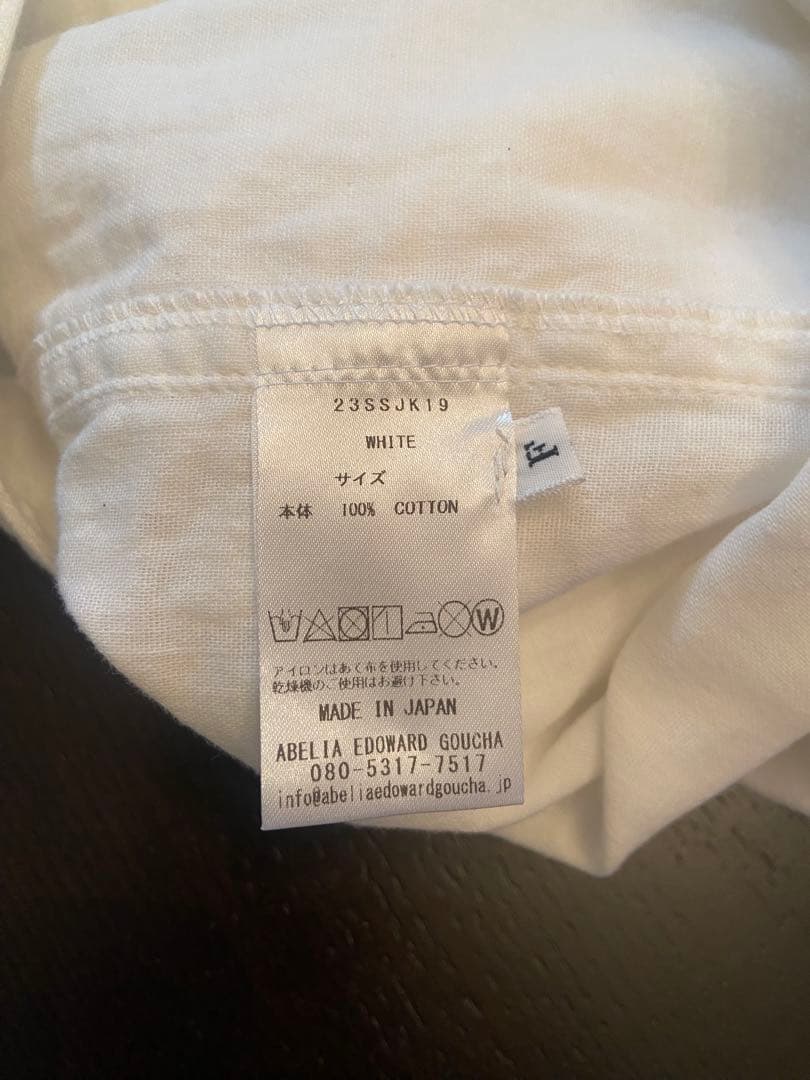 23SSJK19
WHITE
サイズ
F
本体 100% COTTON
W
アイロンはあて布を使用してください。
乾燥機のご使用はお避け下さい。
MADE IN JAPAN
ABELIA EDOWARD GOUCHA
080-5317-7517
info@abeliaedowardgoucha.jp